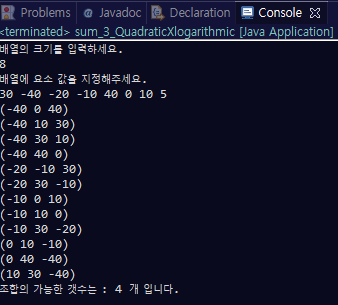 Problems @ Javadoc Declaration Console
<terminated> sum_3_QuadraticXlogarithmic [Java Application]
배열의 크기를 입력하세요.
8
배열에 요소 값을 지정해주세요.
30 -40 -20 -10 40 0 10 5
(-40 0 40)
(-40 10 30)
(-40 30 10)
(-40 40 0)
(-20 -10 30)
(-20 30 -10)
(-10 0 10)
(-10 10 0)
(-10 30 -20)
(0 10 -10)
(0 40 -40)
(10 30 -40)
조합의 가능한 갯수는 : 4 개 입니다.